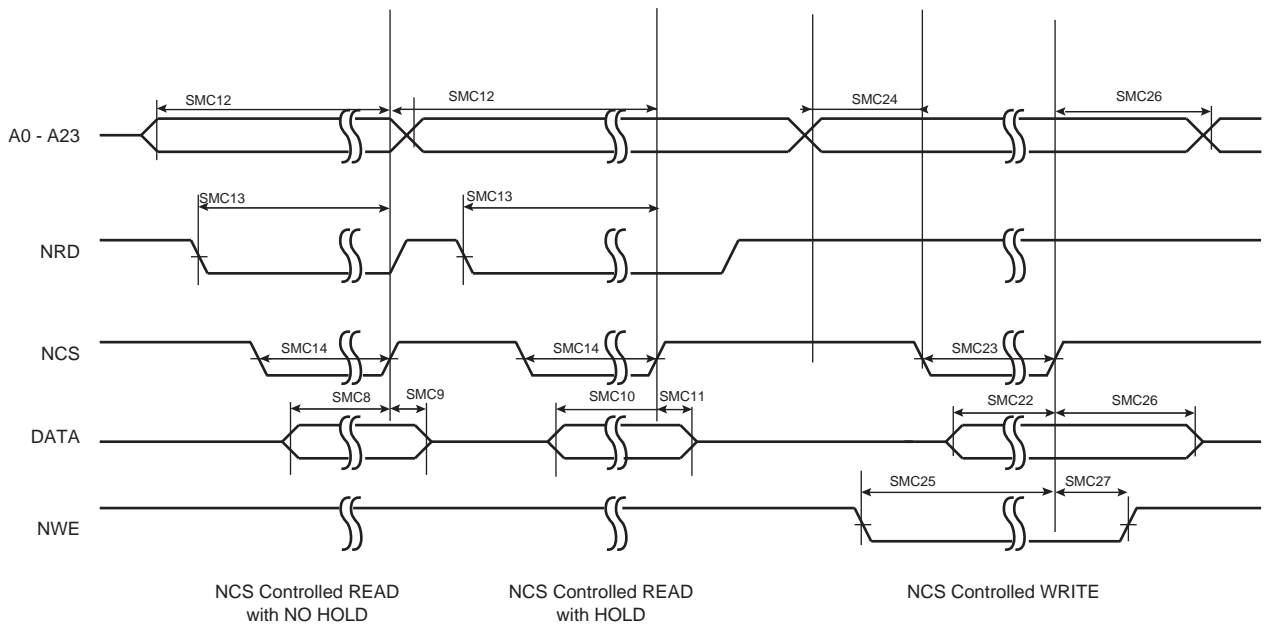 SMC12
SMC12
SMC24
SMC26
A0 - A23
SMC13
SMC13
NRD
NCS
SMC14
SMC14
SMC23
SMC8
SMC9
SMC10
SMC11
SMC22
SMC26
DATA
SMC25
SMC27
NWE
NCS Controlled READ
with NO HOLD
NCS Controlled READ
with HOLD
NCS Controlled WRITE